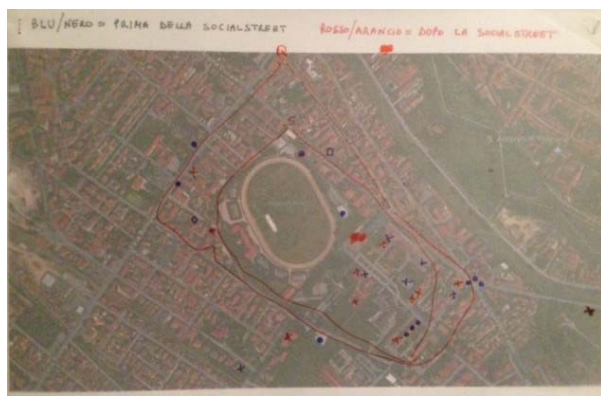 BLU/NERO = PRIMA DELLA SOCIALSTREET ROSSO/ARANCIO = DOPO LA SOCIALSTREET